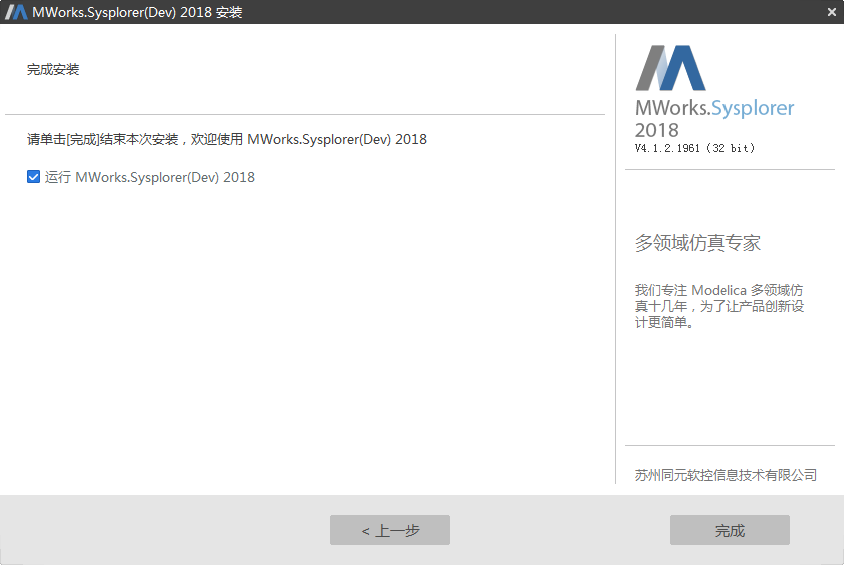 MWorks.Sysplorer(Dev) 2018 安装
完成安装
请单击[完成]结束本次安装，欢迎使用 MWorks.Sysplorer(Dev) 2018
运行 MWorks.Sysplorer(Dev) 2018
MWorks.Sysplorer
2018
V4.1.2.1961 (32 bit)
多领域仿真专家
我们专注 Modelica 多领域仿
真十几年，为了让产品创新设
计更简单。
苏州同元软控信息技术有限公司
< 上一步
完成